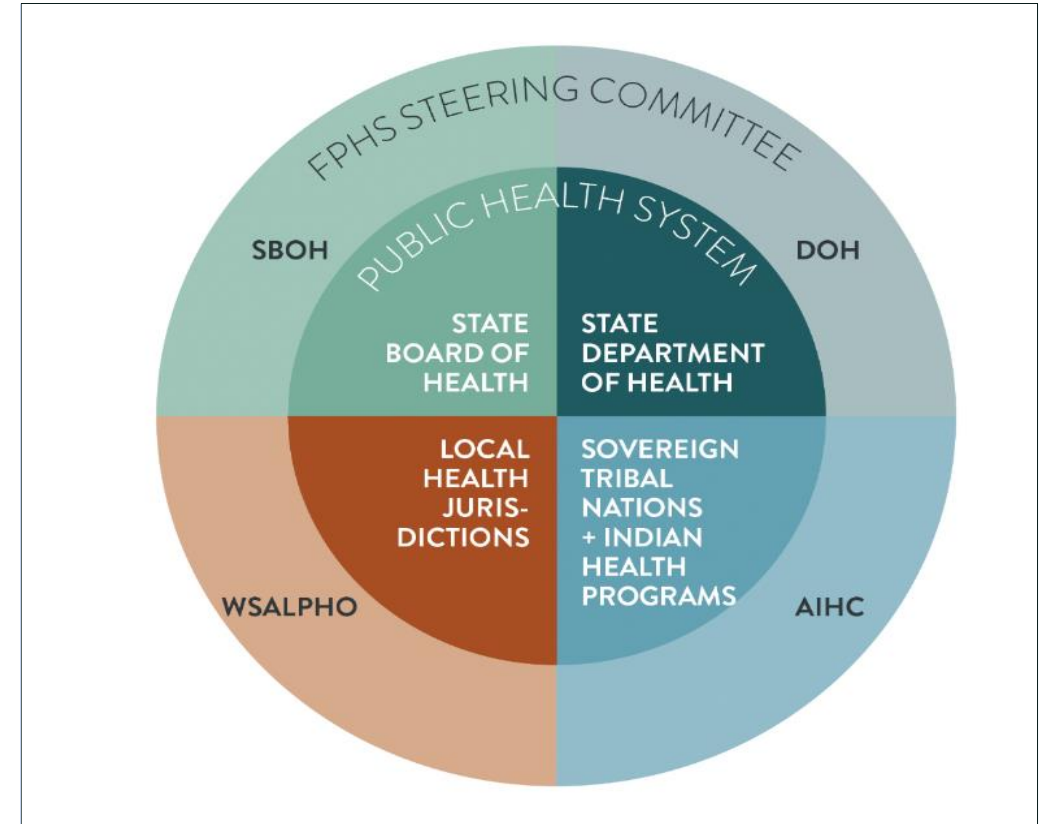 FPHS STEERING COMMITTEE
PUBLIC HEALTH SYSTEM
SBOH
DOH
STATE
BOARD OF
HEALTH
STATE
DEPARTMENT
OF HEALTH
LOCAL
HEALTH
JURIS-
DICTIONS
SOVEREIGN
TRIBAL
NATIONS
+ INDIAN
HEALTH
PROGRAMS
WSALPHO
AIHC